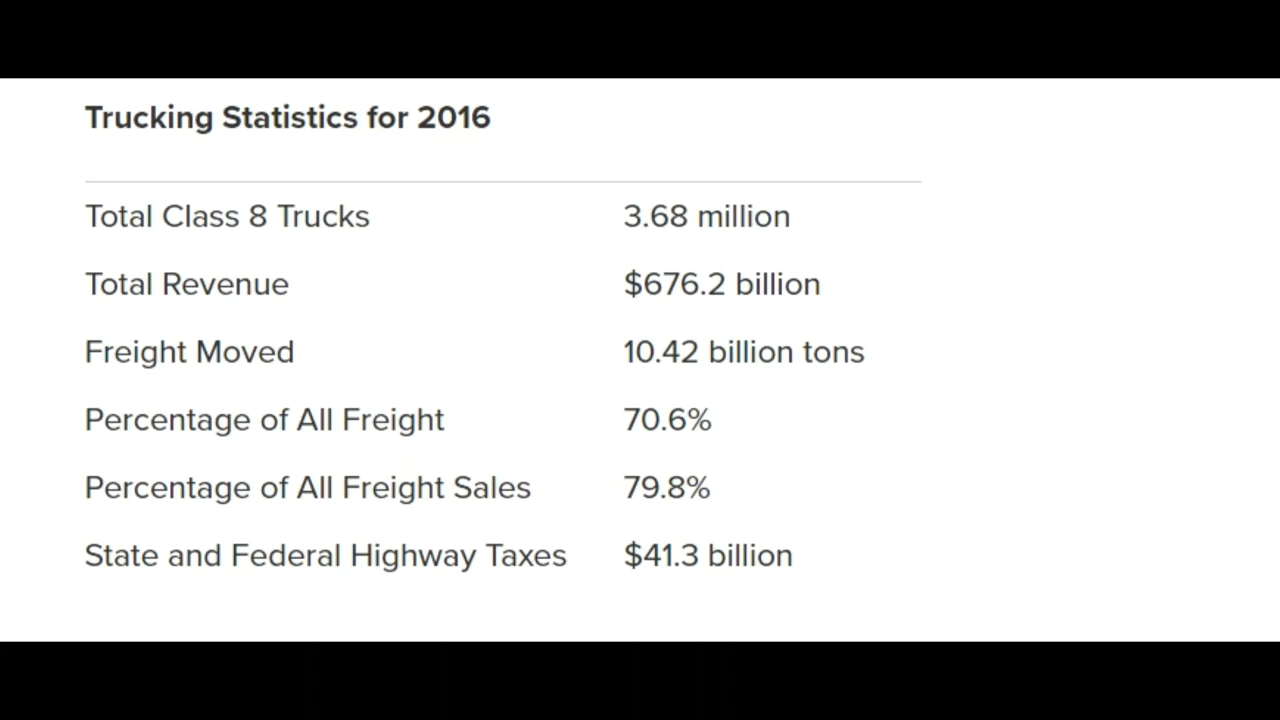 Trucking Statistics for 2016
Total Class 8 Trucks 3.68 million
Total Revenue $676.2 billion
Freight Moved 10.42 billion tons
Percentage of All Freight 70.6%
Percentage of All Freight Sales 79.8%
State and Federal Highway Taxes $41.3 billion